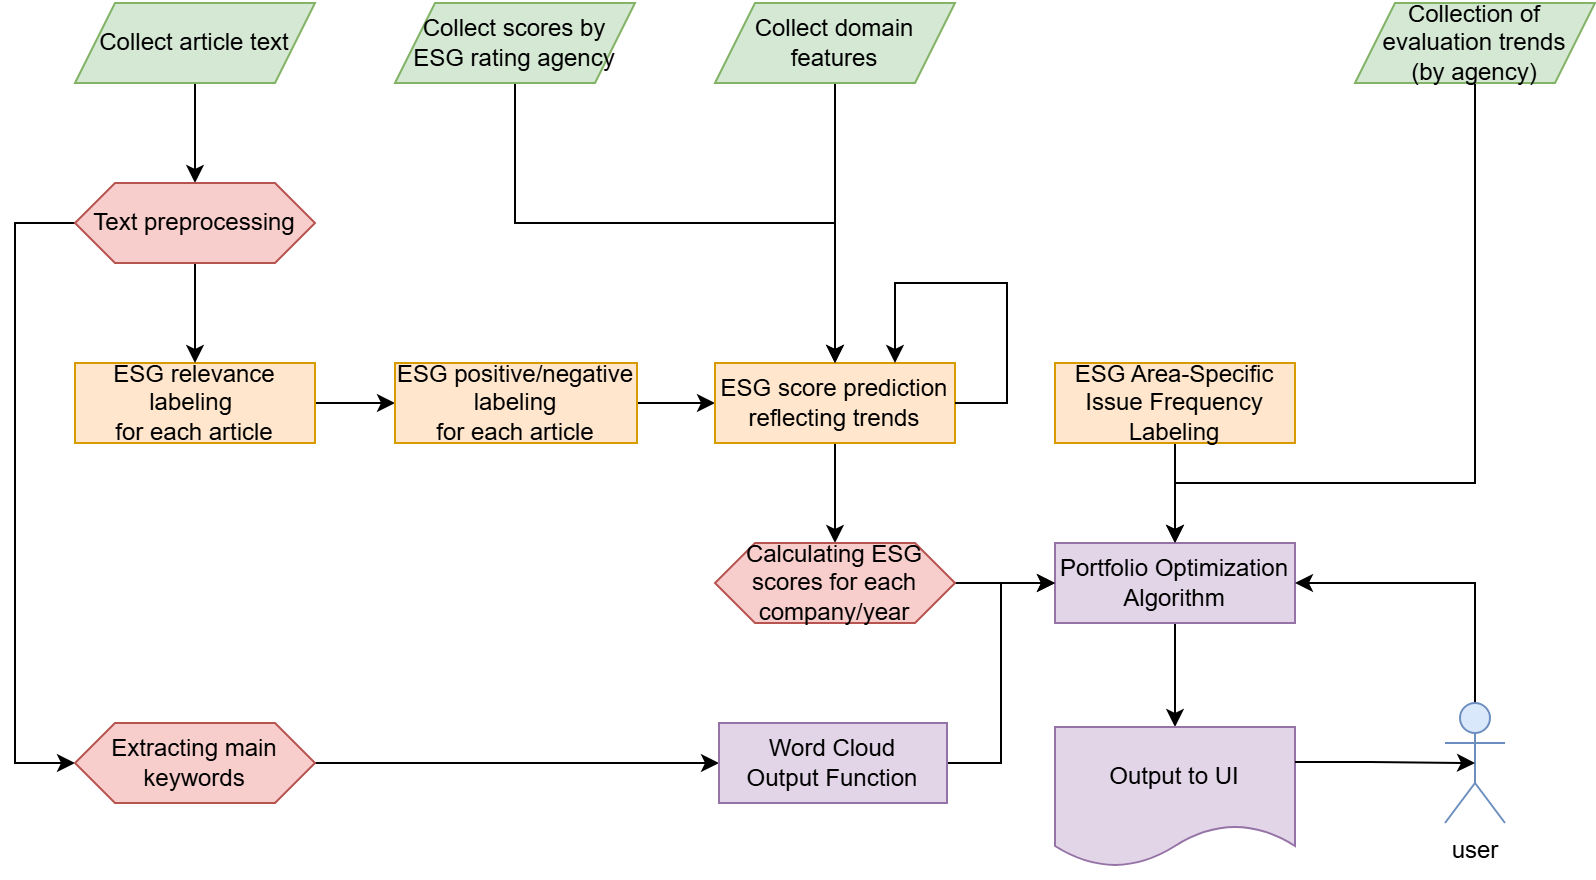 Collect article text
Collect scores by
ESG rating agency
Collect domain
features
Collection of
evaluation trends
(by agency)
Text preprocessing
ESG relevance
labeling
for each article
ESG positive/negative
labeling
for each article
ESG score prediction
reflecting trends
ESG Area-Specific
Issue Frequency
Labeling
Calculating ESG
scores for each
company/year
Portfolio Optimization
Algorithm
Extracting main
keywords
Word Cloud
Output Function
Output to UI
user